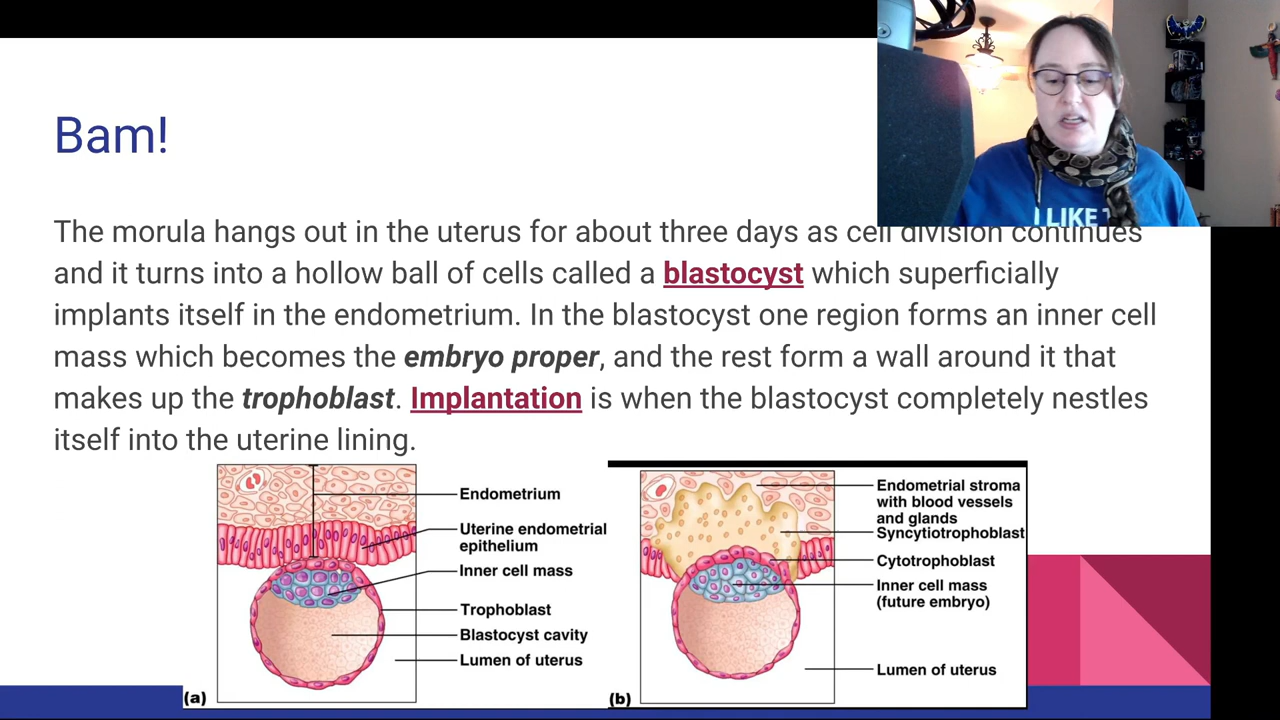 Bam!
I LIKE
The morula hangs out in the uterus for about three days as cell division continues
and it turns into a hollow ball of cells called a blastocyst which superficially
implants itself in the endometrium. In the blastocyst one region forms an inner cell
mass which becomes the embryo proper, and the rest form a wall around it that
makes up the trophoblast. Implantation is when the blastocyst completely nestles
itself into the uterine lining.
Endometrium
Uterine endometrial
epithelium
Inner cell mass
Trophoblast
Blastocyst cavity
Lumen of uterus
(a)
Endometrial stroma
with blood vessels
and glands
Syncytiotrophoblast
Cytotrophoblast
Inner cell mass
(future embryo)
Lumen of uterus
(b)